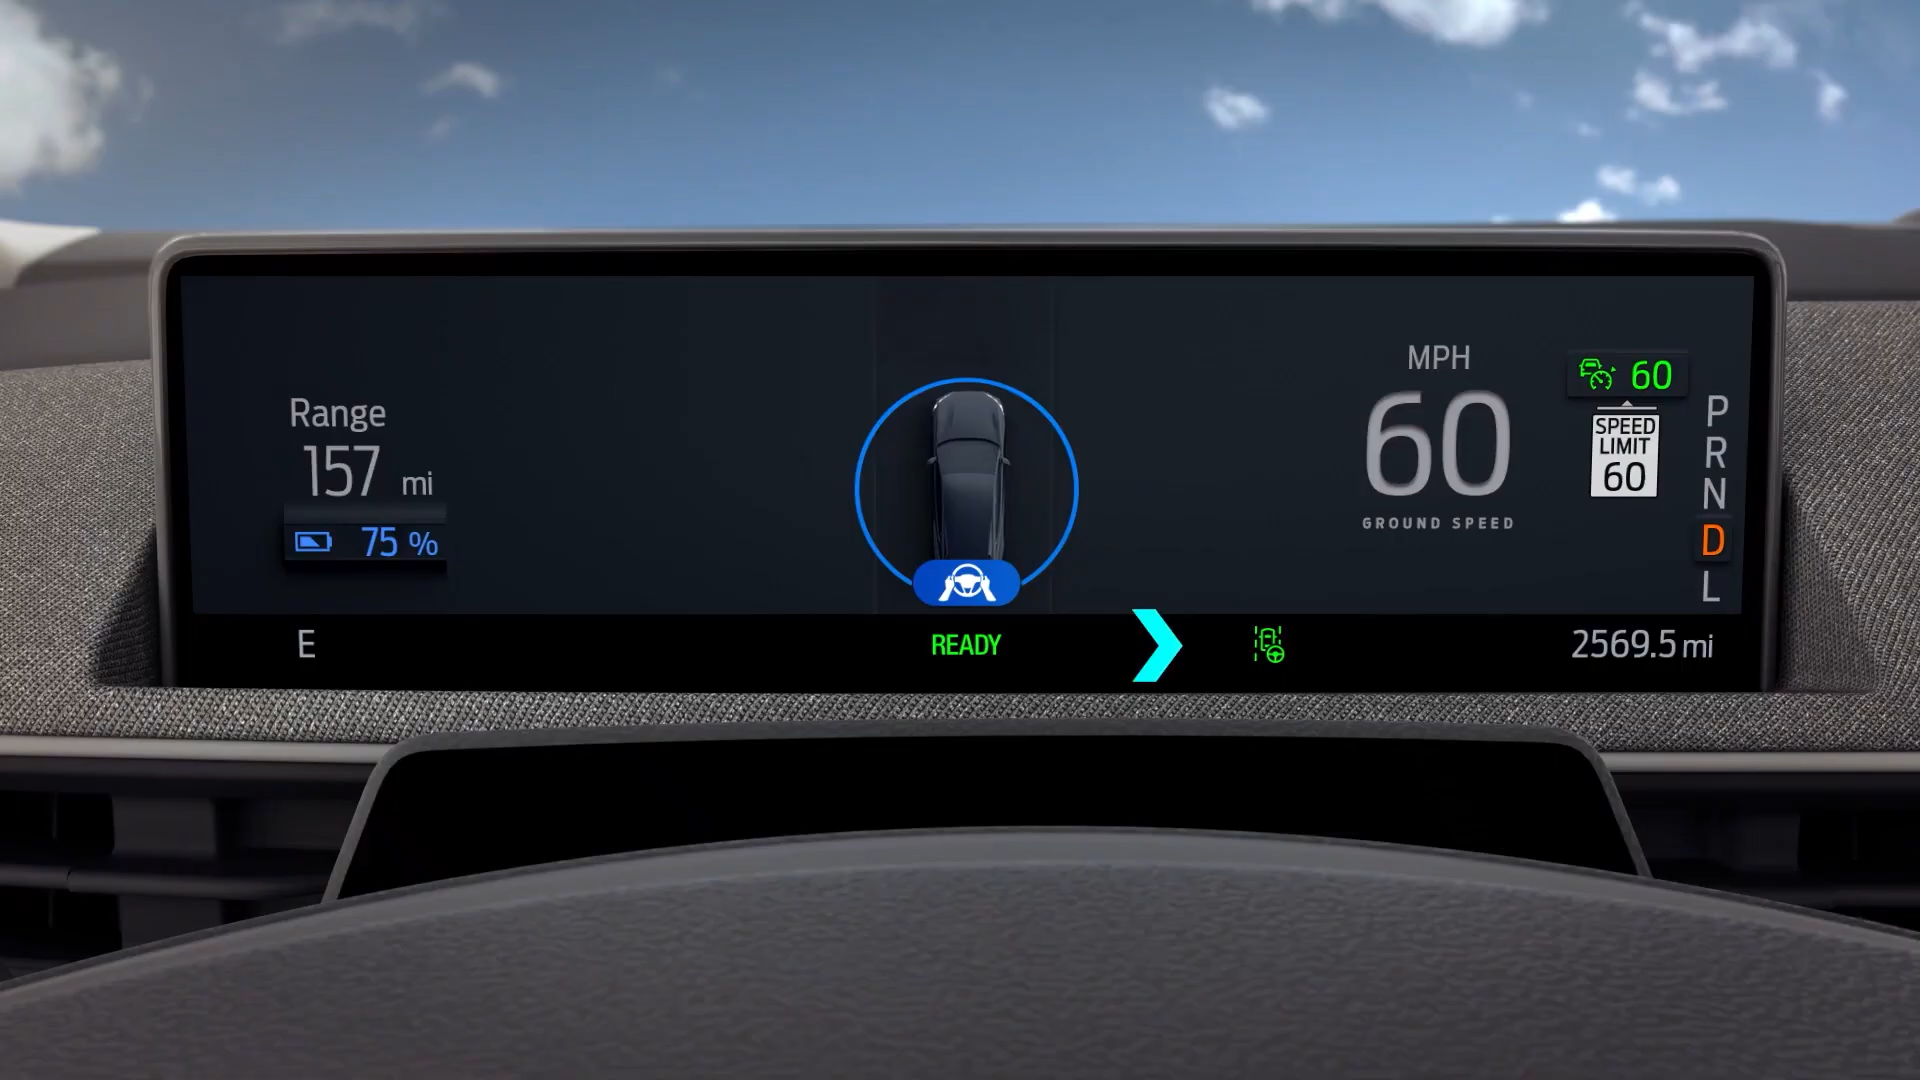 Range
157 mi
75 %
MPH
60
GROUND SPEED
60
SPEED
LIMIT
60
P
R
N
D
L
E
READY
2569.5 mi